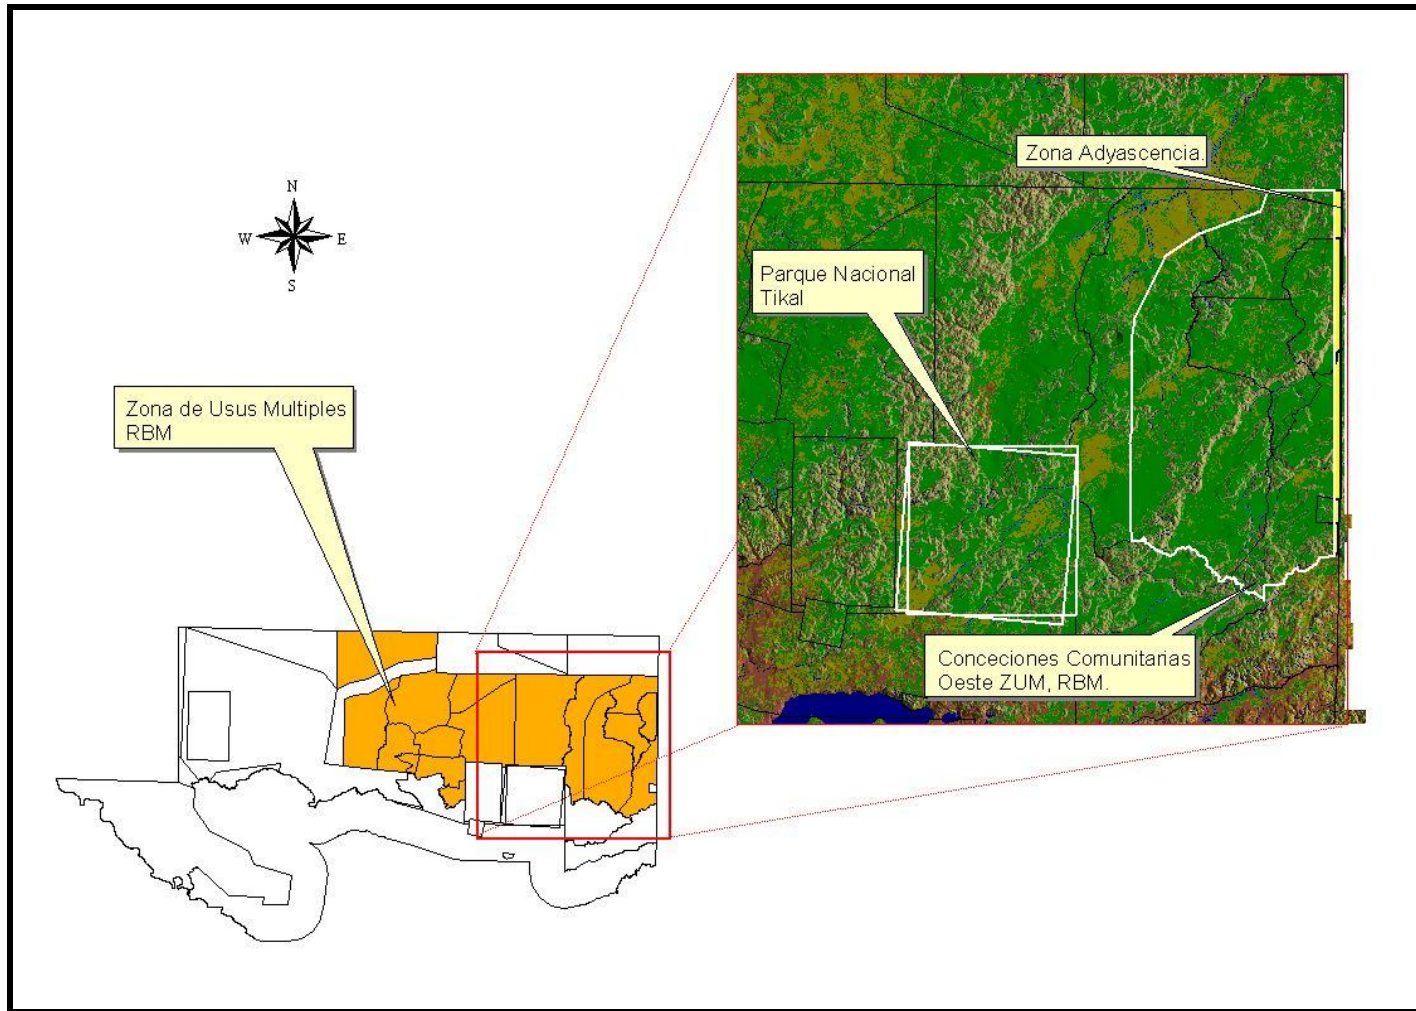 Zona Adyascencia.
N
W
E
S
Parque Nacional
Tikal
Zona de Usus Multiples
RBM
Conceciones Comunitarias
Oeste ZUM, RBM.